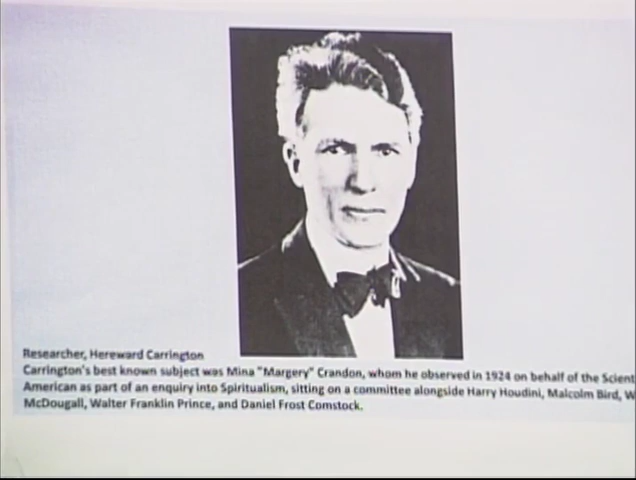 Researcher, Hereward Carrington
Carrington's best known subject was Mina "Margery" Crandon, whom he observed in 1924 on behalf of the Scient
American as part of an enquiry into Spiritualism, sitting on a committee alongside Harry Houdini, Malcolm Bird, W
McDougall, Walter Franklin Prince, and Daniel Frost Comstock.